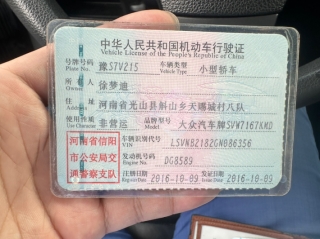 中华人民共和国机动车行驶证
Vehicle License of the People's Republic of China
号牌号码 豫S7V215 车辆类型 小型轿车
Plate No. Vehicle Type
所有人 徐梦迪
Owner
住址 河南省光山县斛山乡天赐城村八队
Address
使用性质 非营运 品牌型号 大众汽车牌SVW7167KMD
Use Character Model
河南省信阳市公安局交通警察支队
车辆识别代号 LSVNB2182GN086356
VIN
发动机号码 DG8589
Engine No.
注册日期 2016-10-09 发证日期 2016-10-09
Register Date Issue Date